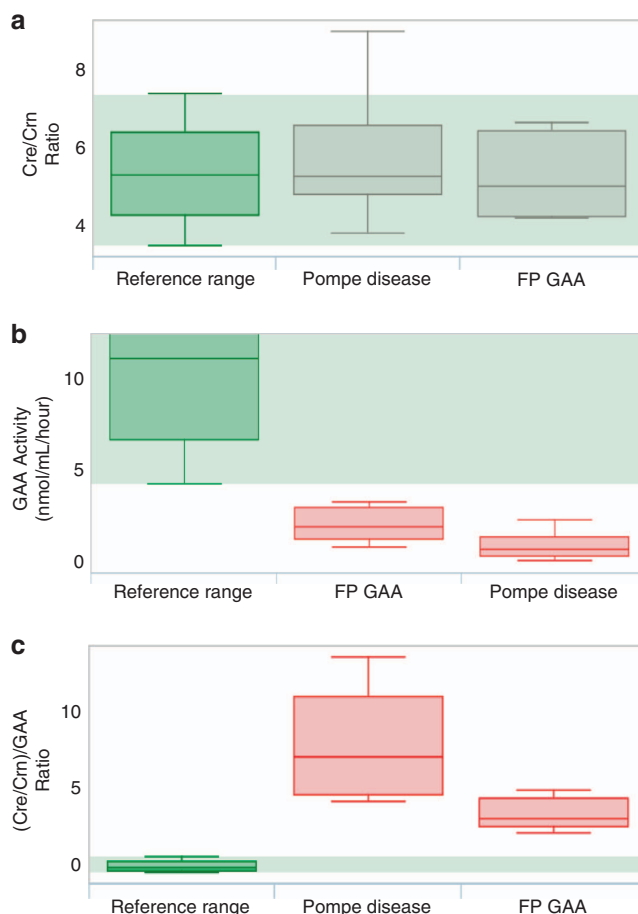 a
8
6
4
Cre/Crn
Ratio
Reference range
Pompe disease
FP GAA
b
10
5
0
GAA Activity
(nmol/mL/hour)
Reference range
FP GAA
Pompe disease
c
10
5
0
(Cre/Crn)/GAA
Ratio
Reference range
Pompe disease
FP GAA